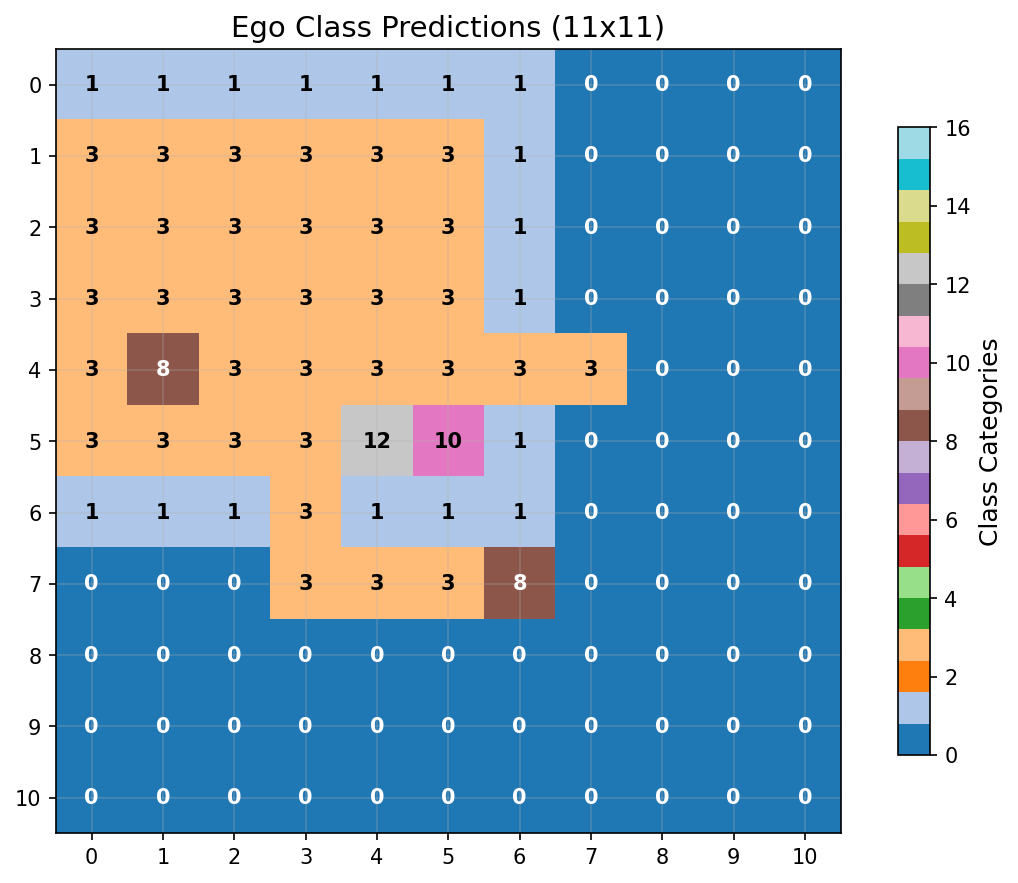 Ego Class Predictions (11x11)
0 1 1 1 1 1 1 1 0 0 0 0
1 3 3 3 3 3 3 1 0 0 0 0
2 3 3 3 3 3 3 1 0 0 0 0
3 3 3 3 3 3 3 1 0 0 0 0
4 3 8 3 3 3 3 3 3 0 0 0
5 3 3 3 3 12 10 1 0 0 0 0
6 1 1 1 3 1 1 1 0 0 0 0
7 0 0 0 3 3 3 8 0 0 0 0
8 0 0 0 0 0 0 0 0 0 0 0
9 0 0 0 0 0 0 0 0 0 0 0
10 0 0 0 0 0 0 0 0 0 0 0
0 1 2 3 4 5 6 7 8 9 10
16
14
12
10
8
6
4
2
0
Class Categories